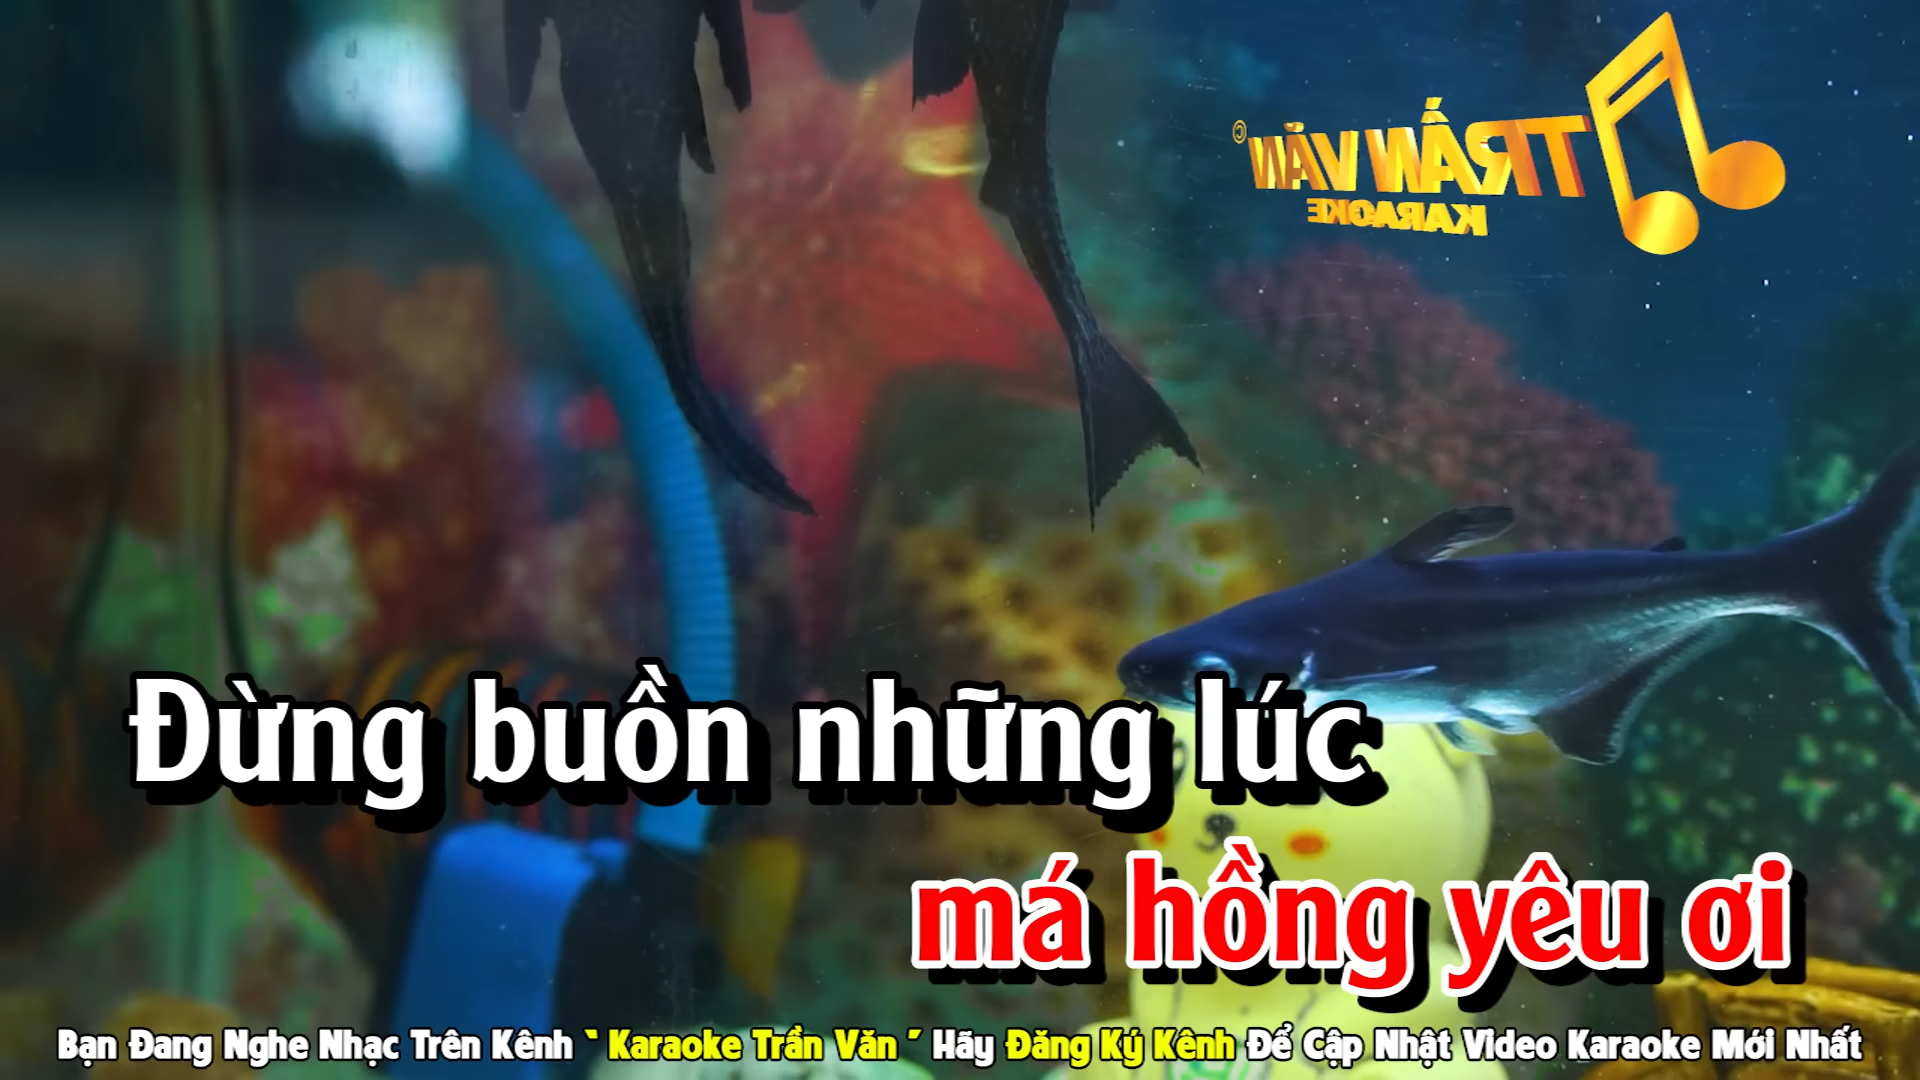 TRẦN VĂN ©
KARAOKE
Đừng buồn những lúc
má hồng yêu ơi
Bạn Đang Nghe Nhạc Trên Kênh ` Karaoke Trần Văn ´ Hãy Đăng Ký Kênh Để Cập Nhật Video Karaoke Mới Nhất